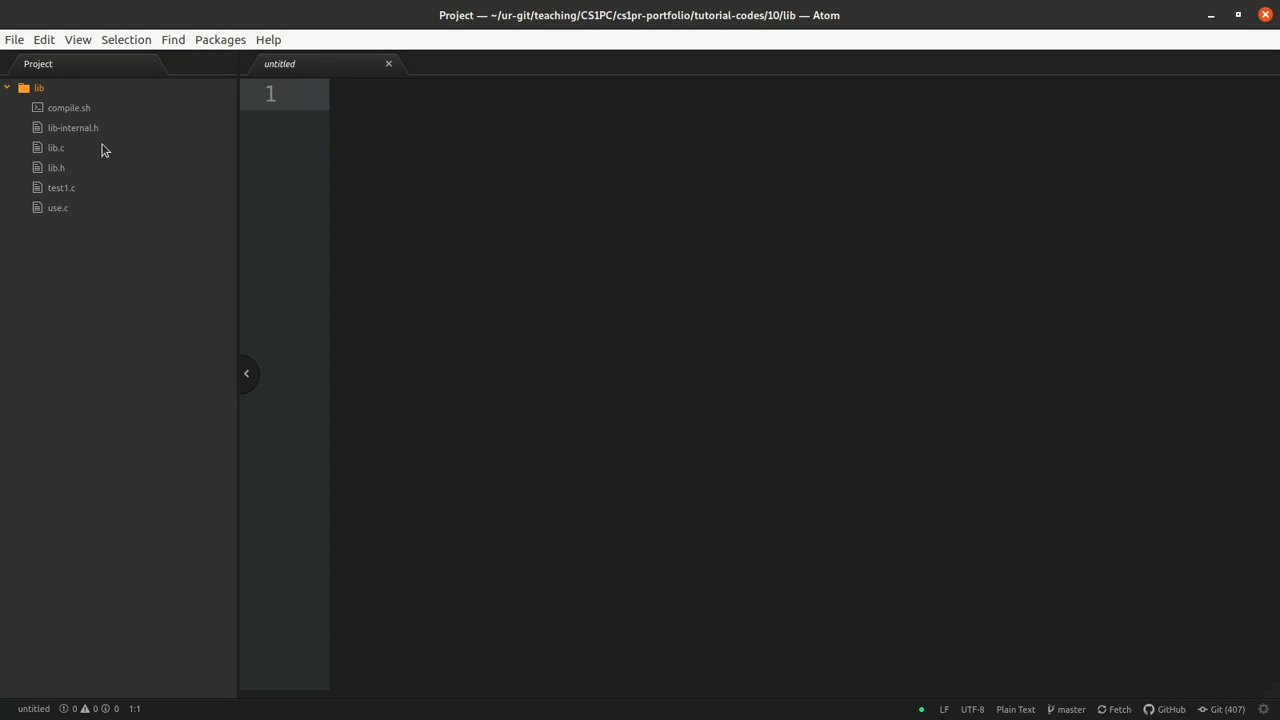 Project — ~/ur-git/teaching/CS1PC/cs1pr-portfolio/tutorial-codes/10/lib — Atom
File Edit View Selection Find Packages Help
Project
untitled
lib
compile.sh
lib-internal.h
lib.c
lib.h
test1.c
use.c
1
untitled 0 0 0 1:1 LF UTF-8 Plain Text master Fetch GitHub Git (407)